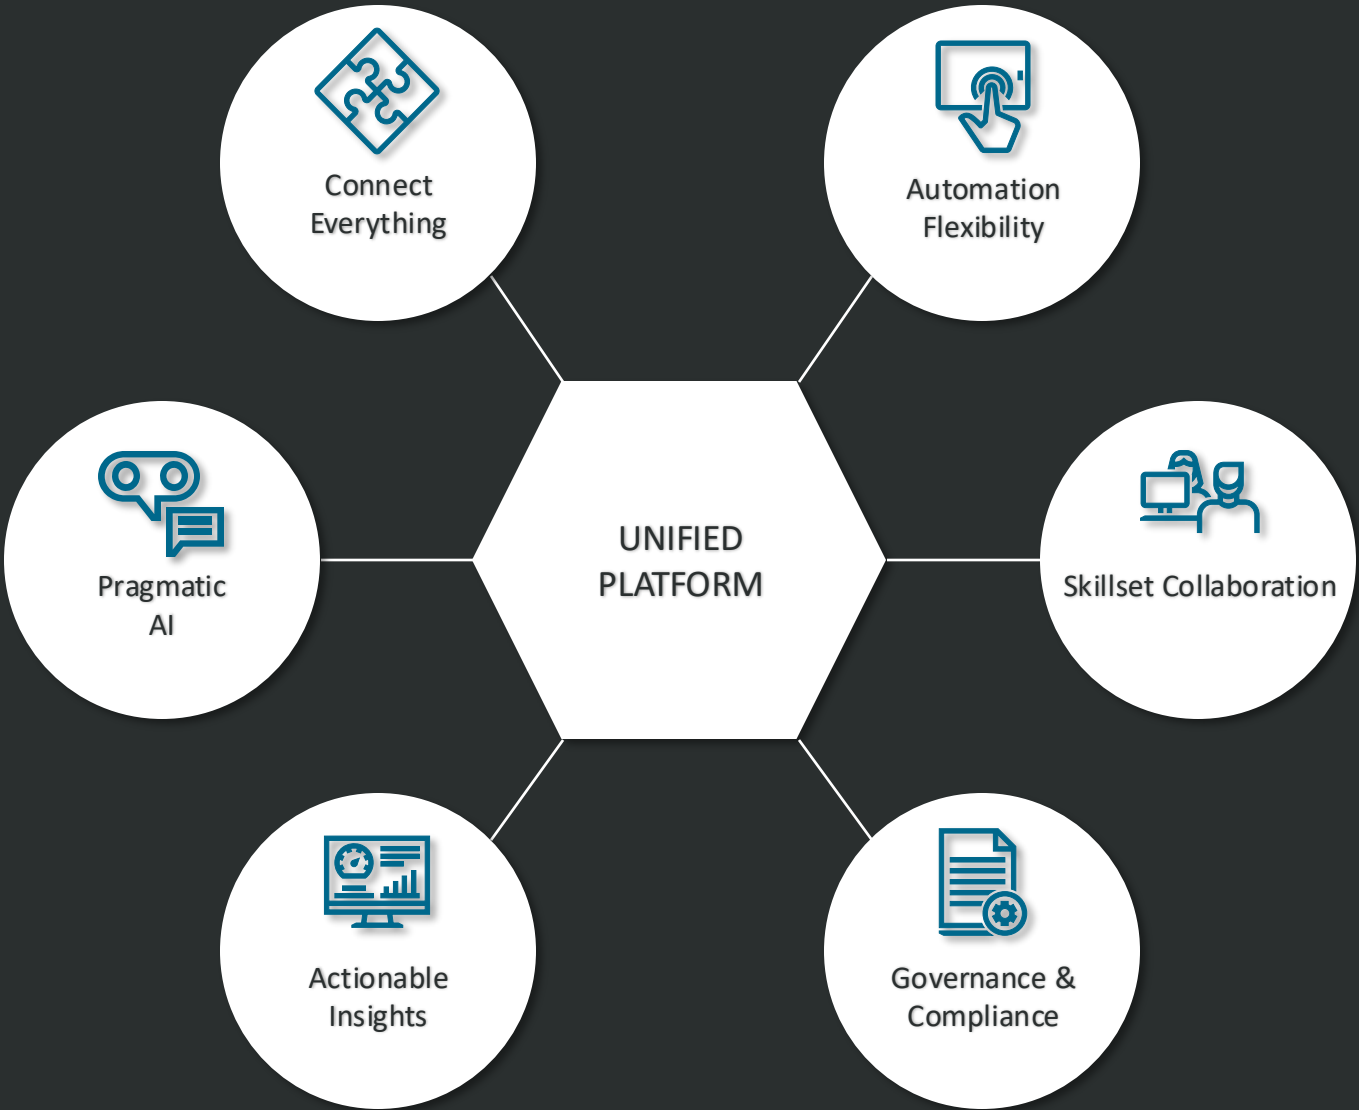 Connect
Everything
Automation
Flexibility
Pragmatic
AI
UNIFIED
PLATFORM
Skillset Collaboration
Actionable
Insights
Governance &
Compliance